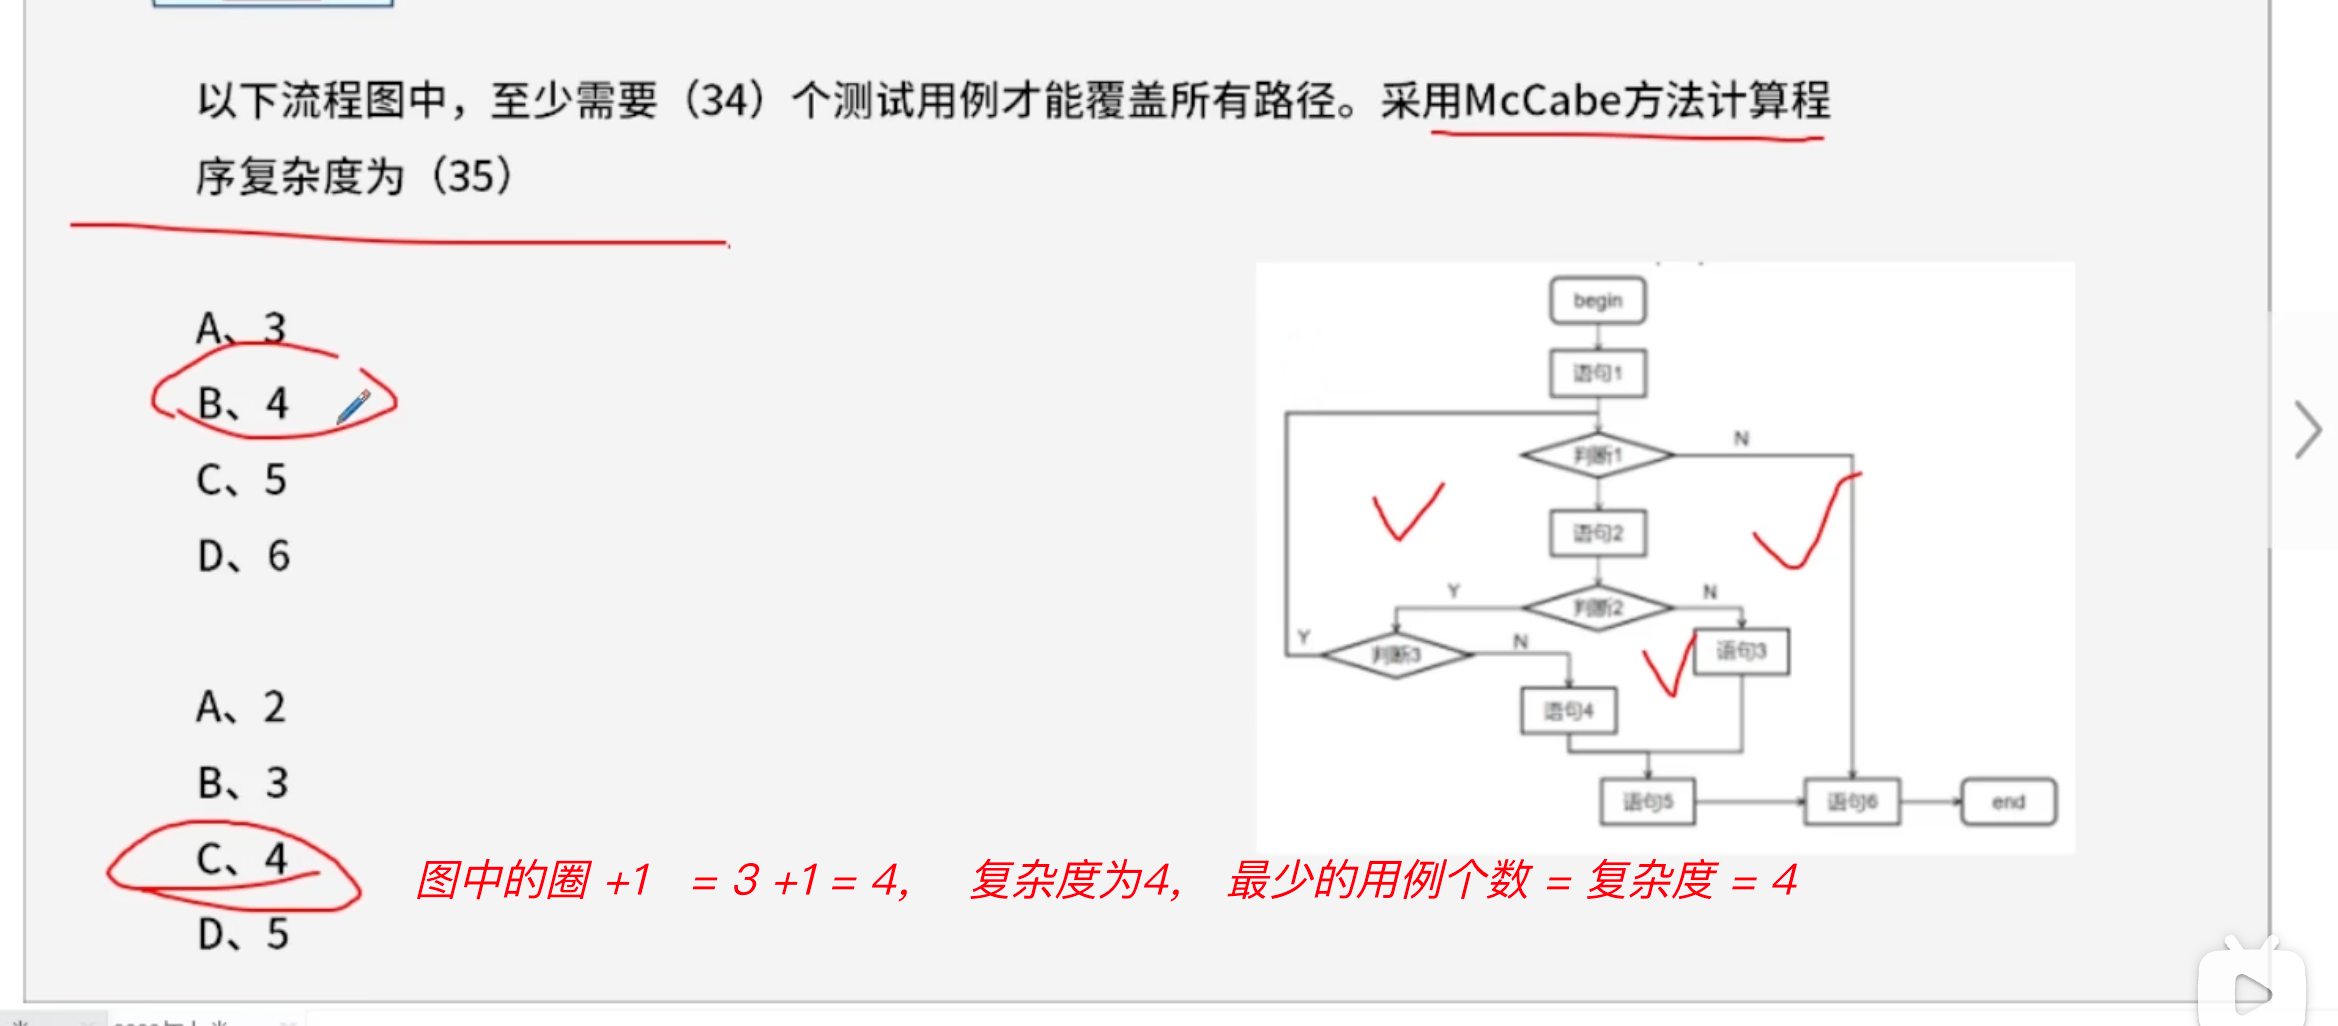 以下流程图中，至少需要（34）个测试用例才能覆盖所有路径。采用McCabe方法计算程
序复杂度为（35）
A、3
B、4
C、5
D、6
A、2
B、3
C、4
D、5
begin
语句1
判断1
N
语句2
判断2
Y
N
Y
判断3
N
语句3
语句4
语句5
语句6
end
图中的圈 +1 = 3 +1 = 4， 复杂度为4， 最少的用例个数 = 复杂度 = 4